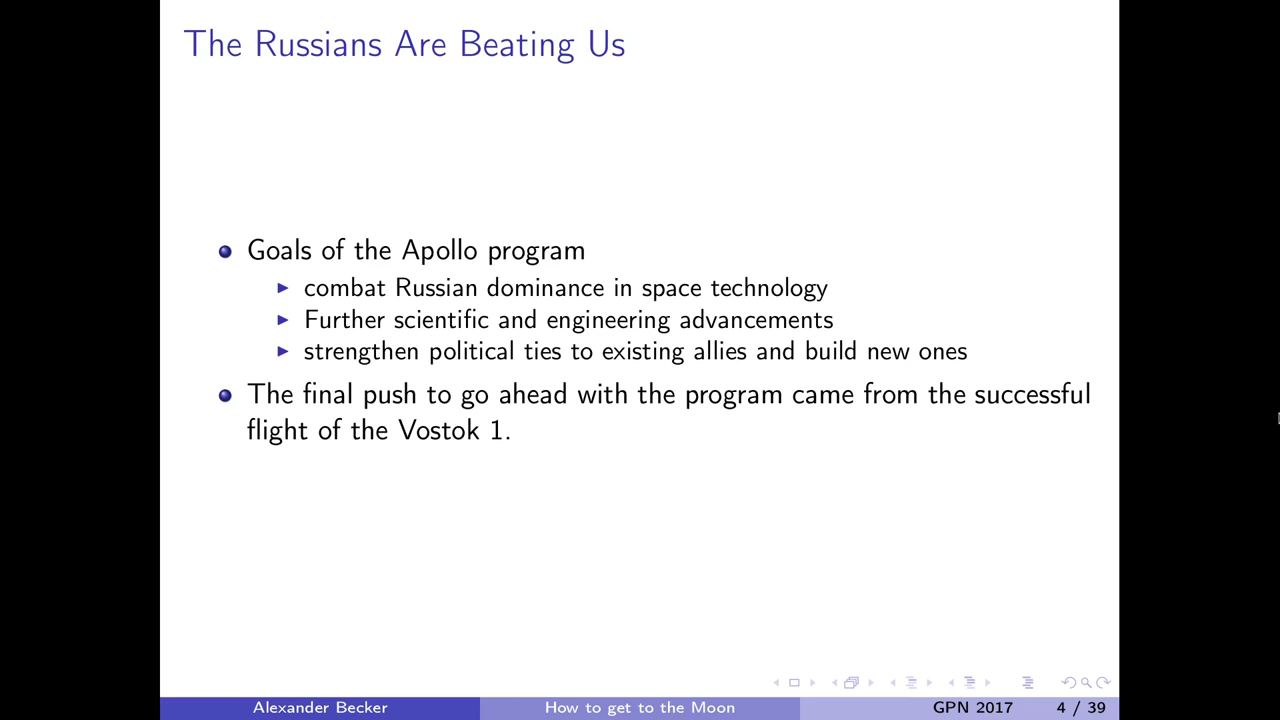 The Russians Are Beating Us
Goals of the Apollo program
combat Russian dominance in space technology
Further scientific and engineering advancements
strengthen political ties to existing allies and build new ones
The final push to go ahead with the program came from the successful
flight of the Vostok 1.
Alexander Becker How to get to the Moon GPN 2017 4 / 39